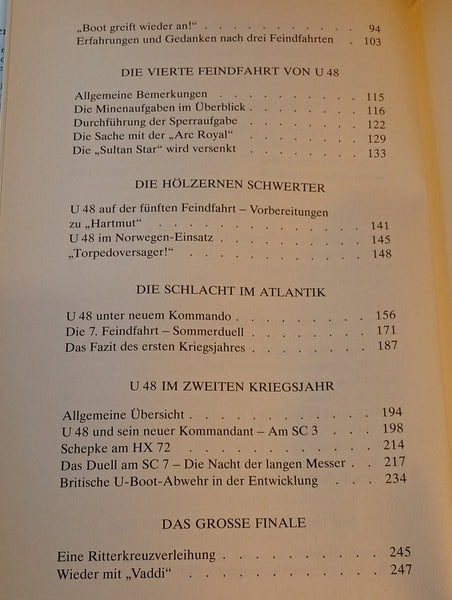 „Boot greift wieder an!“ . . . . . . . . . . 94
Erfahrungen und Gedanken nach drei Feindfahrten . 103
DIE VIERTE FEINDFAHRT VON U 48
Allgemeine Bemerkungen . . . . . . . . . 115
Die Minenaufgaben im Überblick . . . . . . . 116
Durchführung der Sperraufgabe . . . . . . . 122
Die Sache mit der „Arc Royal“ . . . . . . . . 129
Die „Sultan Star“ wird versenkt . . . . . . . 133
DIE HÖLZERNEN SCHWERTER
U 48 auf der fünften Feindfahrt – Vorbereitungen
zu „Hartmut“ . . . . . . . . . . . . 141
U 48 im Norwegen-Einsatz . . . . . . . . . 145
„Torpedoversager!“ . . . . . . . . . . . 148
DIE SCHLACHT IM ATLANTIK
U 48 unter neuem Kommando . . . . . . . . 156
Die 7. Feindfahrt – Sommerduell . . . . . . . 171
Das Fazit des ersten Kriegsjahres . . . . . . . 187
U 48 IM ZWEITEN KRIEGSJAHR
Allgemeine Übersicht . . . . . . . . . . 194
U 48 und sein neuer Kommandant – Am SC 3 . . . 198
Schepke am HX 72 . . . . . . . . . . . 214
Das Duell am SC 7 – Die Nacht der langen Messer . . 217
Britische U-Boot-Abwehr in der Entwicklung . . . 234
DAS GROSSE FINALE
Eine Ritterkreuzverleihung . . . . . . . . . 245
Wieder mit „Vaddi“ . . . . . . . . . . . 247